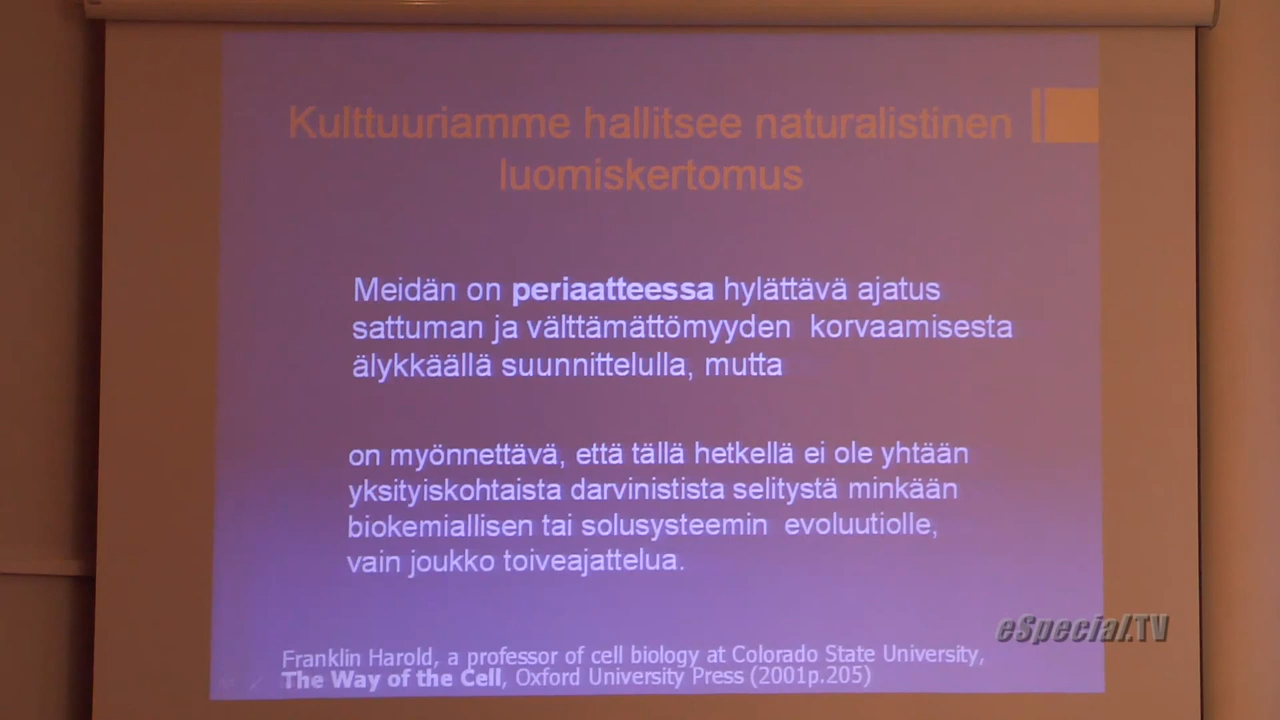 Kulttuuriamme hallitsee naturalistinen
luomiskertomus
Meidän on periaatteessa hylättävä ajatus
sattuman ja välttämättömyyden korvaamisesta
älykkäällä suunnittelulla, mutta
on myönnettävä, että tällä hetkellä ei ole yhtään
yksityiskohtaista darvinistista selitystä minkään
biokemiallisen tai solusysteemin evoluutiolle,
vain joukko toiveajattelua.
eSpecial.TV
Franklin Harold, a professor of cell biology at Colorado State University,
The Way of the Cell, Oxford University Press (2001p.205)